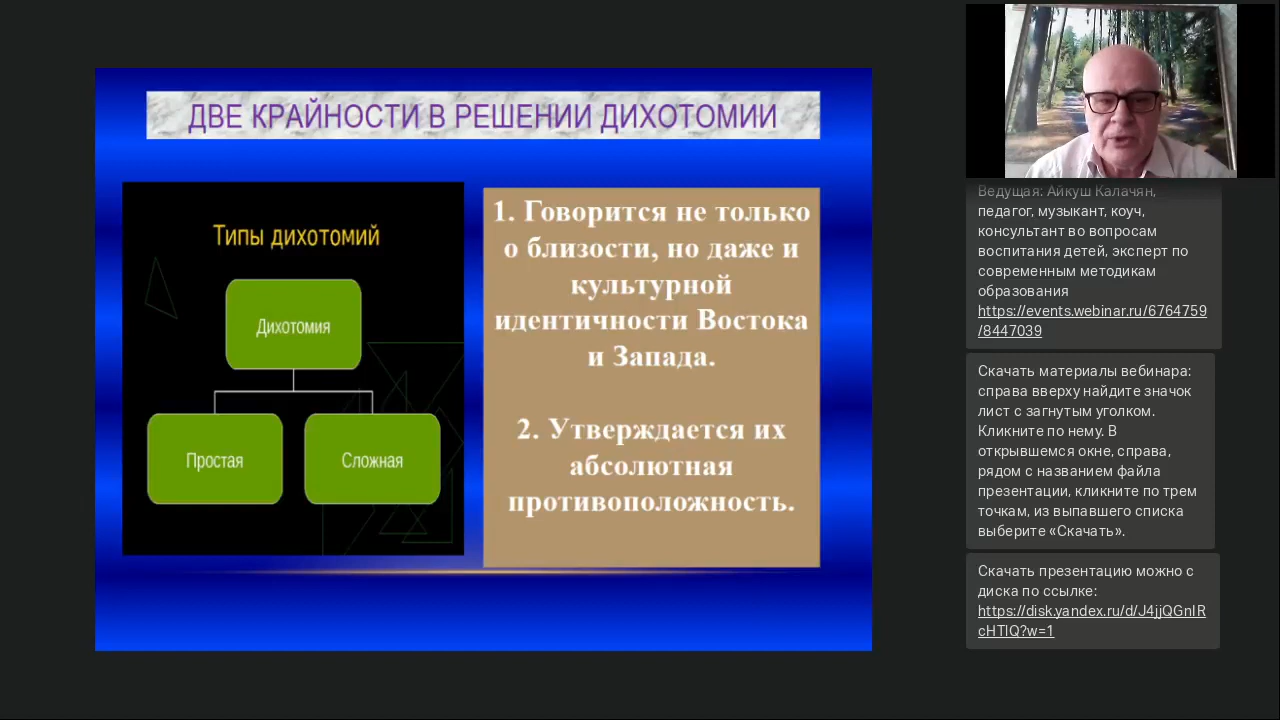 ДВЕ КРАЙНОСТИ В РЕШЕНИИ ДИХОТОМИИ
Типы дихотомий
Дихотомия
Простая
Сложная
1. Говорится не только
о близости, но даже и
культурной
идентичности Востока
и Запада.
2. Утверждается их
абсолютная
противоположность.
Ведущая: Айкуш Калачян,
педагог, музыкант, коуч,
консультант во вопросам
воспитания детей, эксперт по
современным методикам
образования
https://events.webinar.ru/6764759
/8447039
Скачать материалы вебинара:
справа вверху найдите значок
лист с загнутым уголком.
Кликните по нему. В
открывшемся окне, справа,
рядом с названием файла
презентации, кликните по трем
точкам, из выпавшего списка
выберите «Скачать».
Скачать презентацию можно с
диска по ссылке:
https://disk.yandex.ru/d/J4jjQGnIR
cHTlQ?w=1